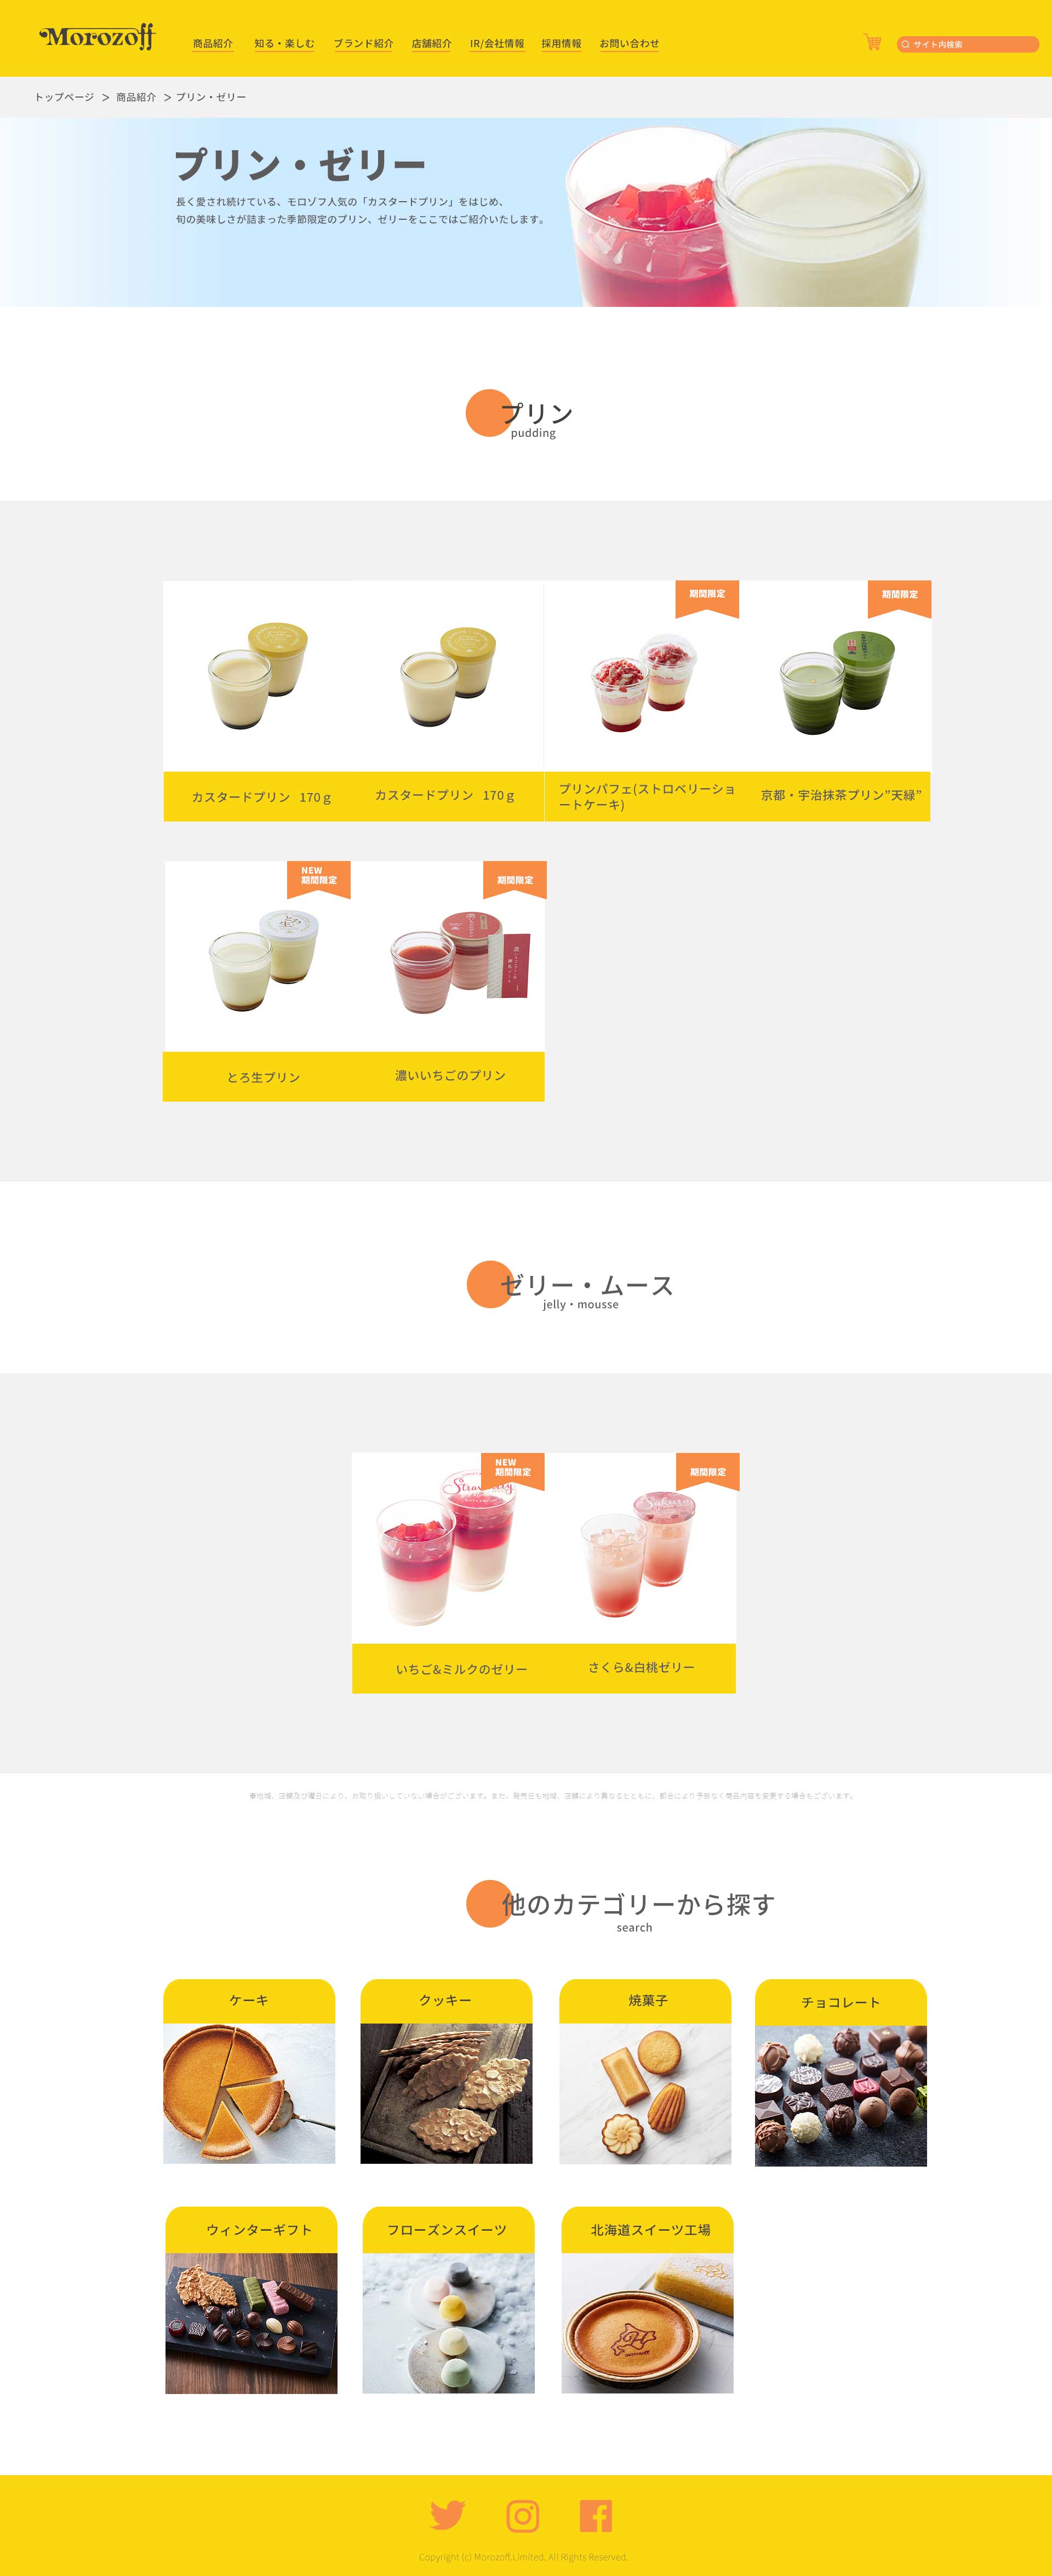 Morozoff
商品紹介 知る・楽しむ ブランド紹介 店舗紹介 IR/会社情報 採用情報 お問い合わせ サイト内検索
トップページ > 商品紹介 > プリン・ゼリー
プリン・ゼリー
長く愛され続けている、モロゾフ人気の「カスタードプリン」をはじめ、
旬の美味しさが詰まった季節限定のプリン、ゼリーをここではご紹介いたします。
プリン
pudding
期間限定
期間限定
カスタードプリン 170g
カスタードプリン 170g
プリンパフェ(ストロベリーショ
ートケーキ)
京都・宇治抹茶プリン”天緑”
NEW
期間限定
期間限定
とろ生
とろ生プリン
濃いいちごのプリン
ゼリー・ムース
jelly・mousse
NEW
期間限定
期間限定
Sakura
いちご&ミルクのゼリー
さくら&白桃ゼリー
※地域、店舗及び曜日により、お取り扱いしていない場合がございます。また、発売日も地域、店舗により異なるとともに、都合により予告なく商品内容を変更する場合もございます。
他のカテゴリーから探す
search
ケーキ
クッキー
焼菓子
チョコレート
ウィンターギフト
フローズンスイーツ
北海道スイーツ工場
Copyright (c) Morozoff.Limited. All Rights Reserved.